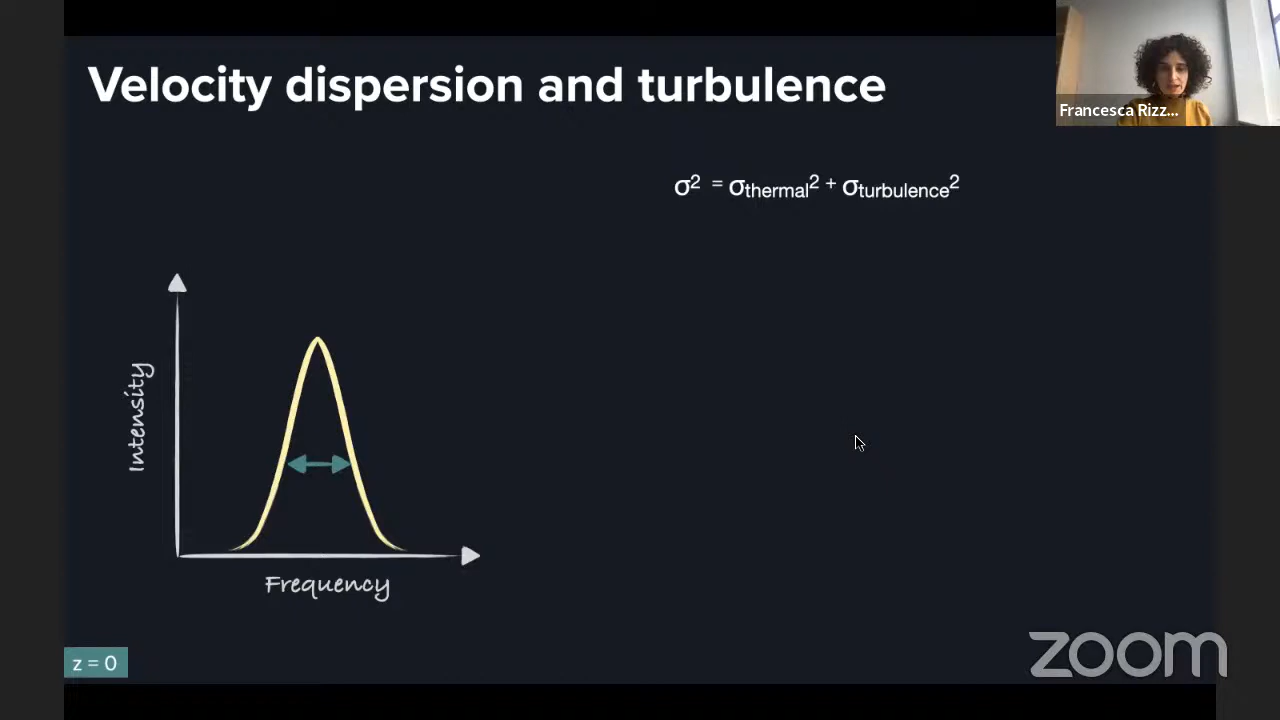 Velocity dispersion and turbulence
Francesca Rizz...
σ² = σthermal² + σturbulence²
Intensity
Frequency
z = 0
zoom